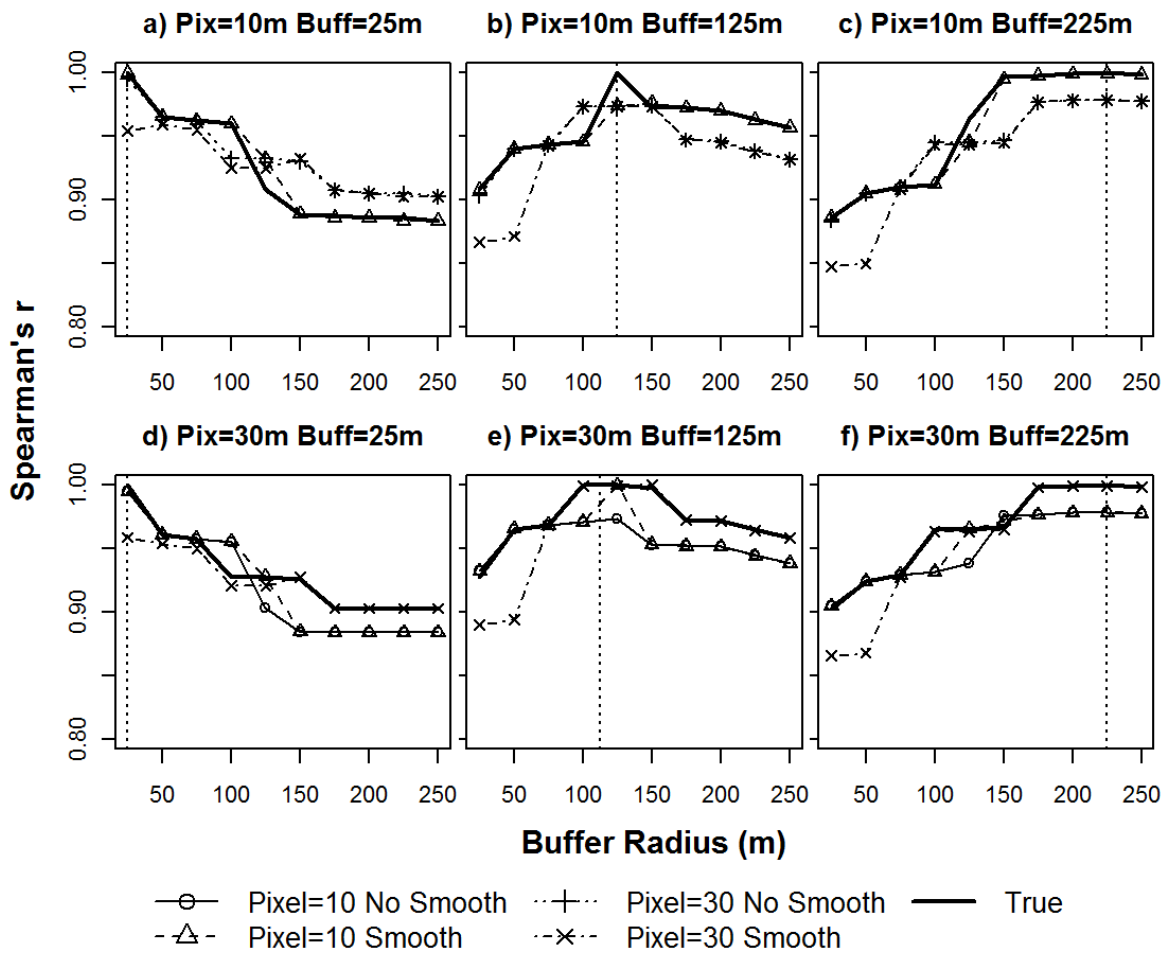 a) Pix=10m Buff=25m
b) Pix=10m Buff=125m
c) Pix=10m Buff=225m
1.00
0.90
0.80
50 100 150 200 250
50 100 150 200 250
50 100 150 200 250
d) Pix=30m Buff=25m
e) Pix=30m Buff=125m
f) Pix=30m Buff=225m
1.00
0.90
0.80
50 100 150 200 250
50 100 150 200 250
50 100 150 200 250
Spearman's r
Buffer Radius (m)
Pixel=10 No Smooth
Pixel=30 No Smooth
True
Pixel=10 Smooth
Pixel=30 Smooth